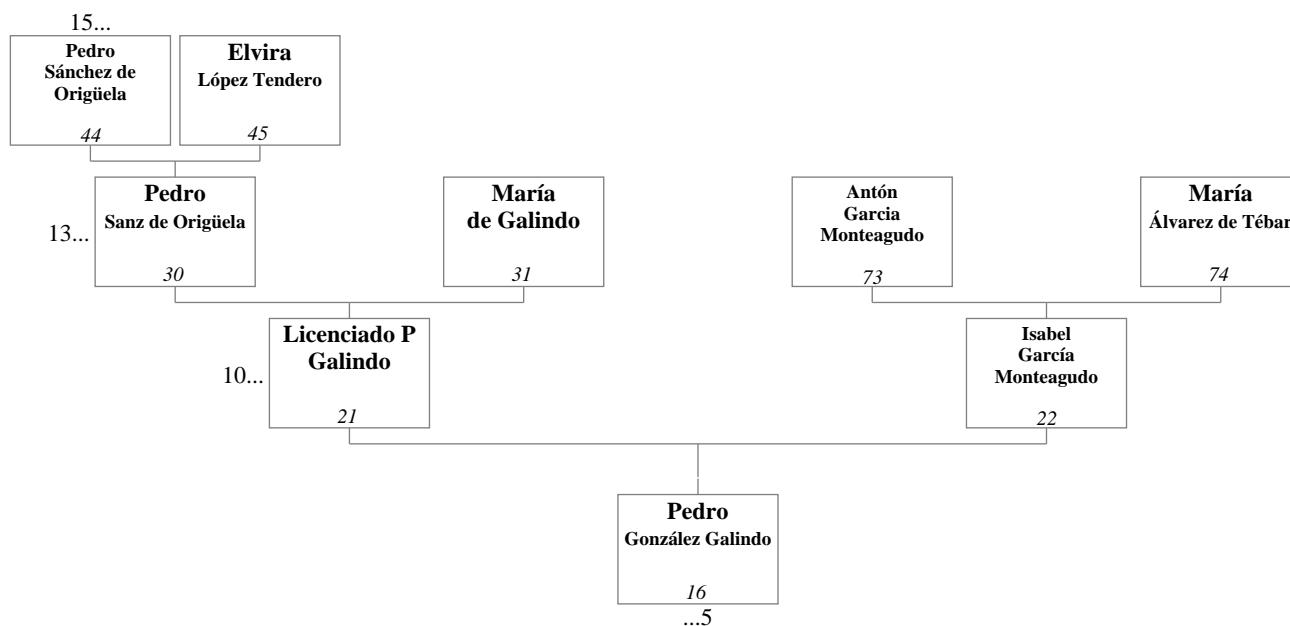 15...
Pedro
Sánchez de
Origüela
44
Elvira
López Tendero
45
13...
Pedro
Sanz de Origüela
30
María
de Galindo
31
Antón
Garcia
Monteagudo
73
María
Álvarez de Tébar
74
10...
Licenciado P
Galindo
21
Isabel
García
Monteagudo
22
Pedro
González Galindo
16
...5